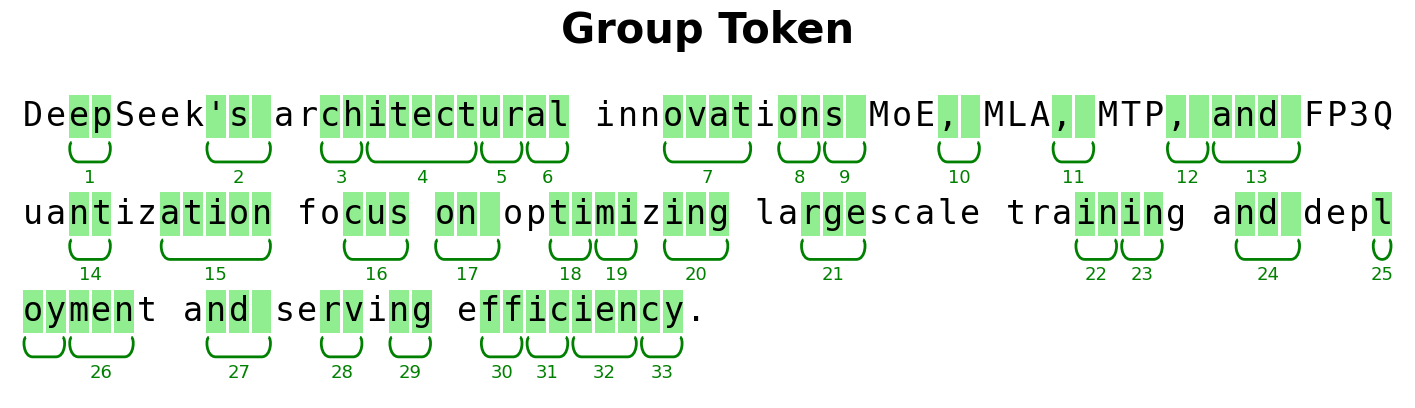 Group Token
DeepSeek's architectural innovations MoE, MLA, MTP, and FP3Q
1 2 3 4 5 6 7 8 9 10 11 12 13
uantization focus on optimizing largescale training and depl
14 15 16 17 18 19 20 21 22 23 24 25
oyment and serving efficiency.
26 27 28 29 30 31 32 33